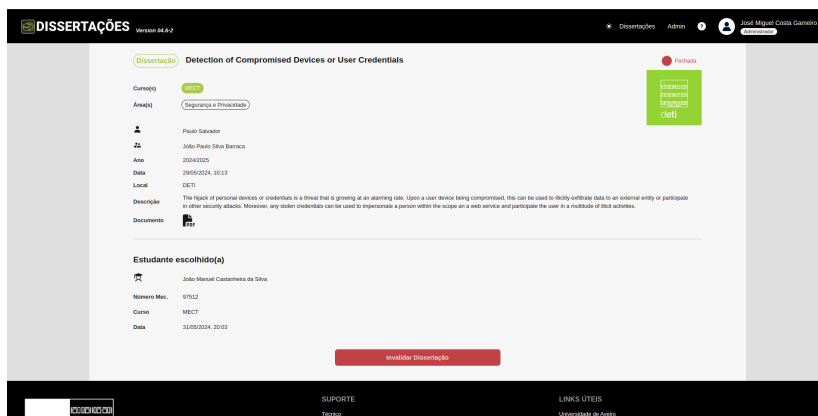 DISSERTAÇÕES Version 04.6-2
Dissertações Admin ? José Miguel Costa Gameiro
Administrador
Dissertação Detection of Compromised Devices or User Credentials Fechada
Curso(s) MECT
Área(s) Segurança e Privacidade
deti
Paulo Salvador
João Paulo Silva Barraca
Ano 2024/2025
Data 29/05/2024, 10:13
Local DETI
Descrição The hijack of personal devices or credentials is a threat that is growing at an alarming rate. Upon a user device being compromised, this can be used to illicitly exfiltrate data to an external entity or participate
in other security attacks. Moreover, any stolen credentials can be used to impersonate a person within the scope an a web service and participate the user in a multitude of illicit activities.
Documento PDF
Estudante escolhido(a)
João Manuel Castanheira da Silva
Número Mec. 97512
Curso MECT
Data 31/05/2024, 20:03
Invalidar Dissertação
SUPORTE LINKS ÚTEIS
Técnico Universidade de Aveiro